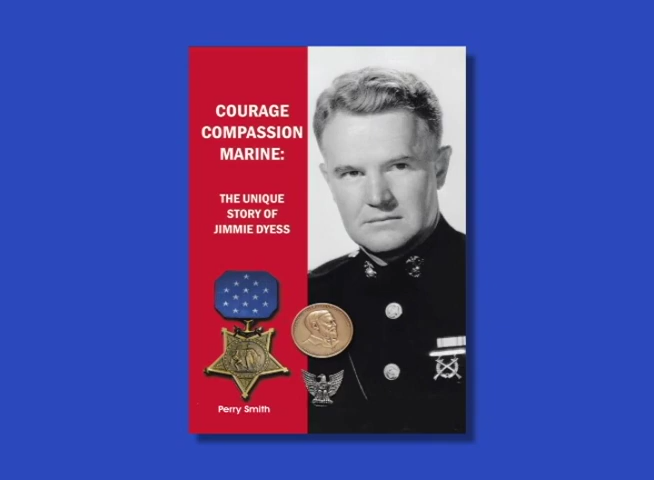 COURAGE
COMPASSION
MARINE:
THE UNIQUE
STORY OF
JIMMIE DYESS
Perry Smith